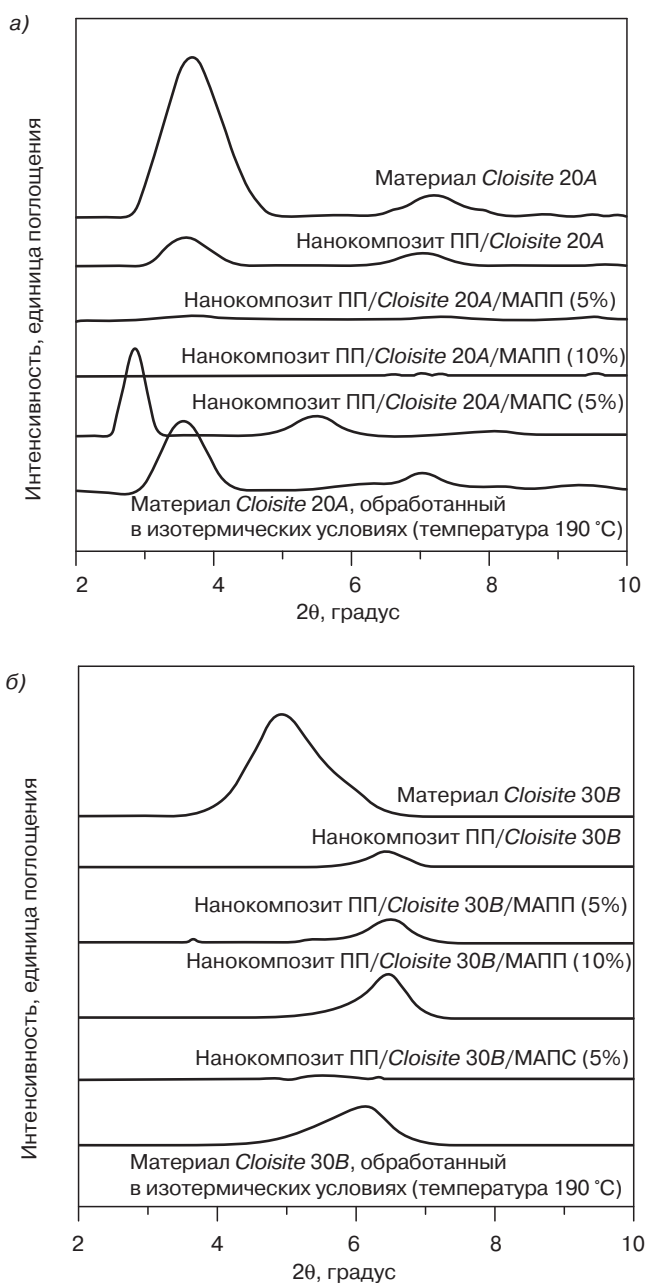 а)
Интенсивность, единица поглощения
Материал Cloisite 20A
Нанокомпозит ПП/Cloisite 20A
Нанокомпозит ПП/Cloisite 20A/МАПП (5%)
Нанокомпозит ПП/Cloisite 20A/МАПП (10%)
Нанокомпозит ПП/Cloisite 20A/МАПС (5%)
Материал Cloisite 20A, обработанный
в изотермических условиях (температура 190 °C)
2 4 6 8 10
2θ, градус
б)
Интенсивность, единица поглощения
Материал Cloisite 30B
Нанокомпозит ПП/Cloisite 30B
Нанокомпозит ПП/Cloisite 30B/МАПП (5%)
Нанокомпозит ПП/Cloisite 30B/МАПП (10%)
Нанокомпозит ПП/Cloisite 30B/МАПС (5%)
Материал Cloisite 30B, обработанный
в изотермических условиях (температура 190 °C)
2 4 6 8 10
2θ, градус